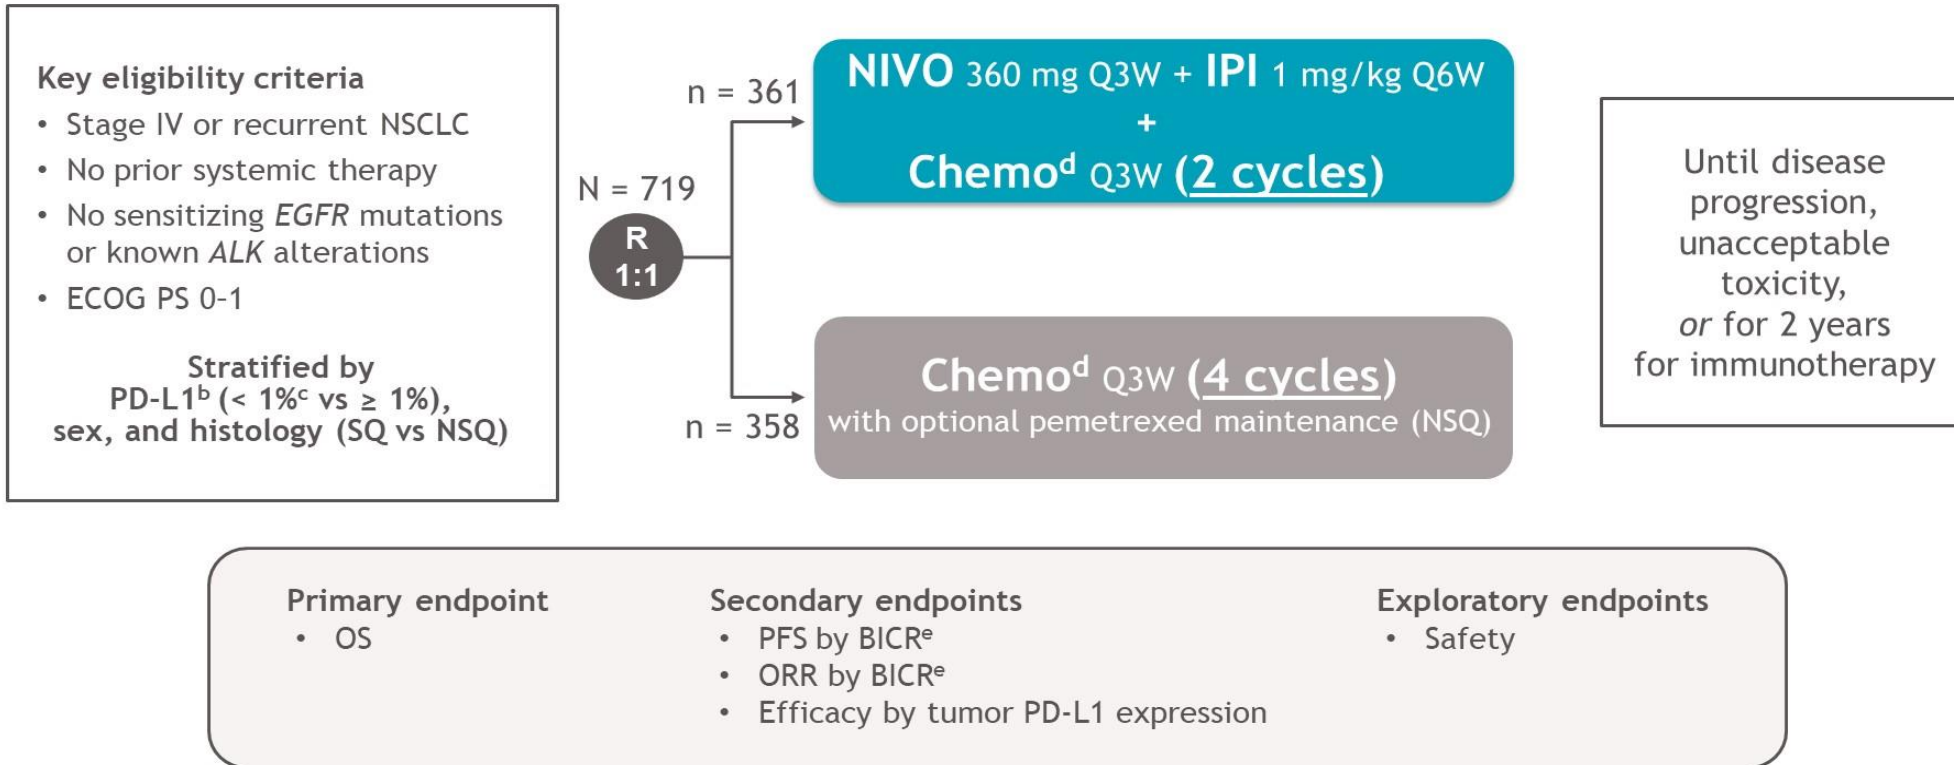 Key eligibility criteria
• Stage IV or recurrent NSCLC
• No prior systemic therapy
• No sensitizing EGFR mutations
or known ALK alterations
• ECOG PS 0–1
Stratified by
PD-L1ᵇ (< 1%ᶜ vs ≥ 1%),
sex, and histology (SQ vs NSQ)
N = 719
R
1:1
n = 361
NIVO 360 mg Q3W + IPI 1 mg/kg Q6W
+
Chemoᵈ Q3W (2 cycles)
n = 358
Chemoᵈ Q3W (4 cycles)
with optional pemetrexed maintenance (NSQ)
Until disease
progression,
unacceptable
toxicity,
or for 2 years
for immunotherapy
Primary endpoint
• OS
Secondary endpoints
• PFS by BICRᵉ
• ORR by BICRᵉ
• Efficacy by tumor PD-L1 expression
Exploratory endpoints
• Safety